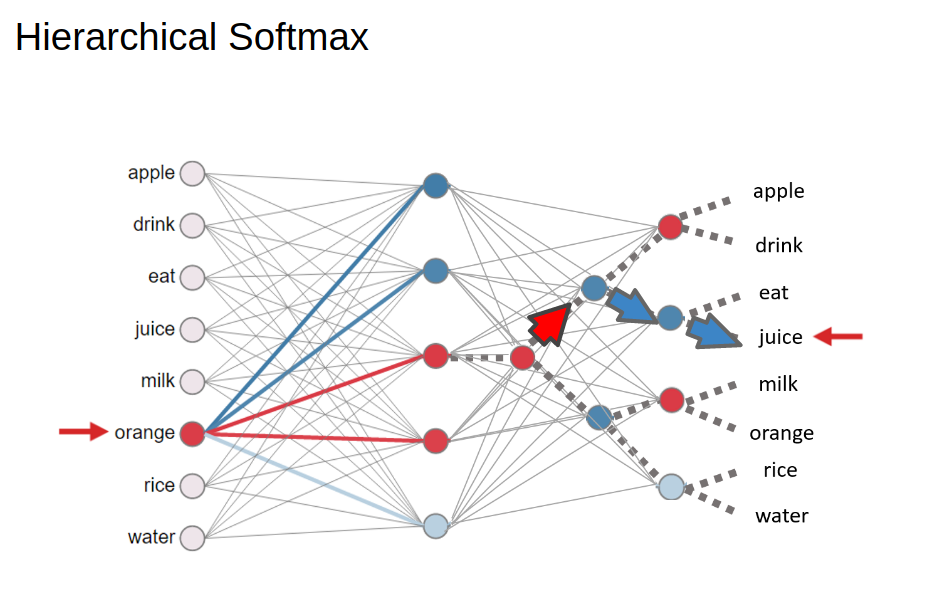 Hierarchical Softmax
apple
drink
eat
juice
milk
orange
rice
water
apple
drink
eat
juice
milk
orange
rice
water